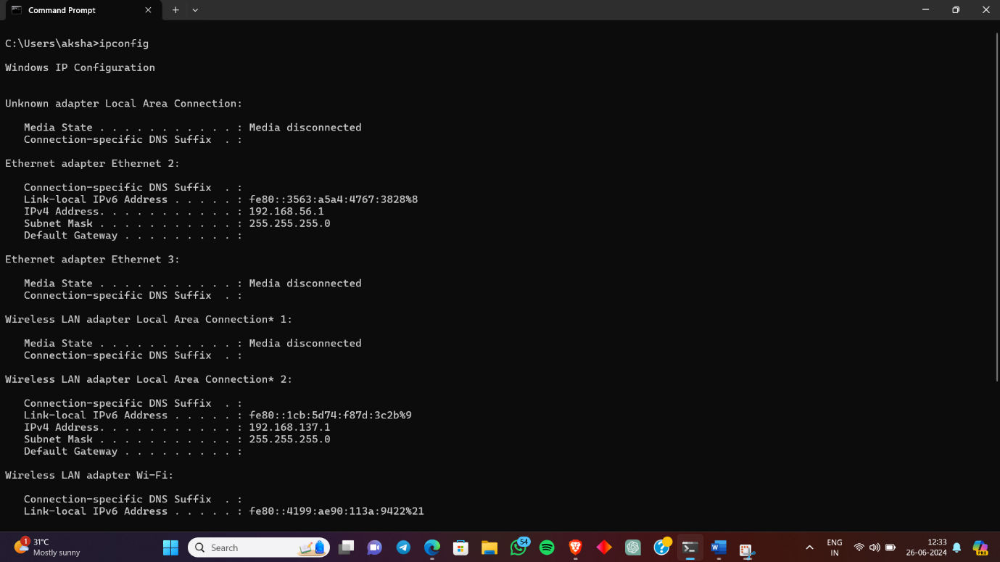 Command Prompt
C:\Users\aksha>ipconfig
Windows IP Configuration
Unknown adapter Local Area Connection:
Media State . . . . . . . . . . . : Media disconnected
Connection-specific DNS Suffix  . :
Ethernet adapter Ethernet 2:
Connection-specific DNS Suffix  . :
Link-local IPv6 Address . . . . . : fe80::3563:a5a4:4767:3828%8
IPv4 Address. . . . . . . . . . . : 192.168.56.1
Subnet Mask . . . . . . . . . . . : 255.255.255.0
Default Gateway . . . . . . . . . :
Ethernet adapter Ethernet 3:
Media State . . . . . . . . . . . : Media disconnected
Connection-specific DNS Suffix  . :
Wireless LAN adapter Local Area Connection* 1:
Media State . . . . . . . . . . . : Media disconnected
Connection-specific DNS Suffix  . :
Wireless LAN adapter Local Area Connection* 2:
Connection-specific DNS Suffix  . :
Link-local IPv6 Address . . . . . : fe80::1cb:5d74:f87d:3c2b%9
IPv4 Address. . . . . . . . . . . : 192.168.137.1
Subnet Mask . . . . . . . . . . . : 255.255.255.0
Default Gateway . . . . . . . . . :
Wireless LAN adapter Wi-Fi:
Connection-specific DNS Suffix  . :
Link-local IPv6 Address . . . . . : fe80::4199:ae90:113a:9422%21
1
31°C
Mostly sunny
Search
54
W
PRE
ENG
IN
12:33
26-06-2024